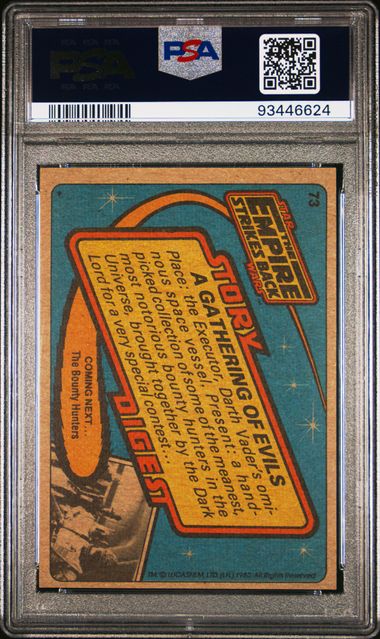 PSA
PSA
93446624
73
STAR
THE
EMPIRE
STRIKES BACK
WARS
STORY
A GATHERING OF EVILS
Place: the Executor, Darth Vader's omi-
nous space vessel. Present: a hand-
picked collection of some of the meanest,
most notorious bounty hunters in the
Universe, brought together by the Dark
Lord for a very special contest...
DIGEST
COMING NEXT...
The Bounty Hunters
TM: © LUCASFILM, LTD. (LFL) 1980. All Rights Reserved